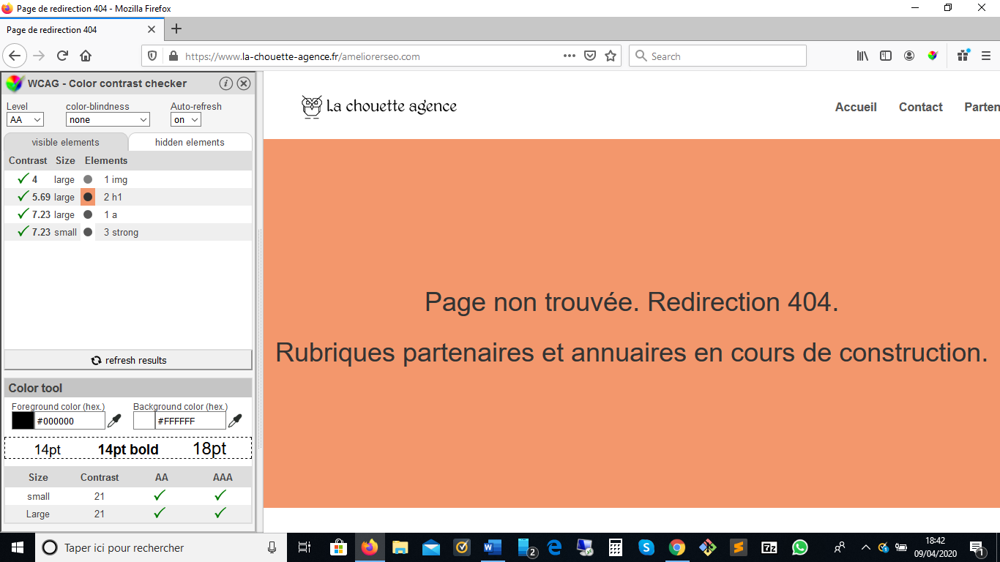 Page de redirection 404 - Mozilla Firefox
Page de redirection 404
https://www.la-chouette-agence.fr/ameliorerseo.com
Search
WCAG - Color contrast checker
Level color-blindness Auto-refresh
AA none on
visible elements hidden elements
Contrast Size Elements
4 large 1 img
5.69 large 2 h1
7.23 large 1 a
7.23 small 3 strong
refresh results
Color tool
Foreground color (hex.) Background color (hex.)
#000000 #FFFFFF
14pt 14pt bold 18pt
Size Contrast AA AAA
small 21
Large 21
La chouette agence
Accueil Contact Parten
Page non trouvée. Redirection 404.
Rubriques partenaires et annuaires en cours de construction.
Taper ici pour rechercher
2
7z
18:42
09/04/2020
1